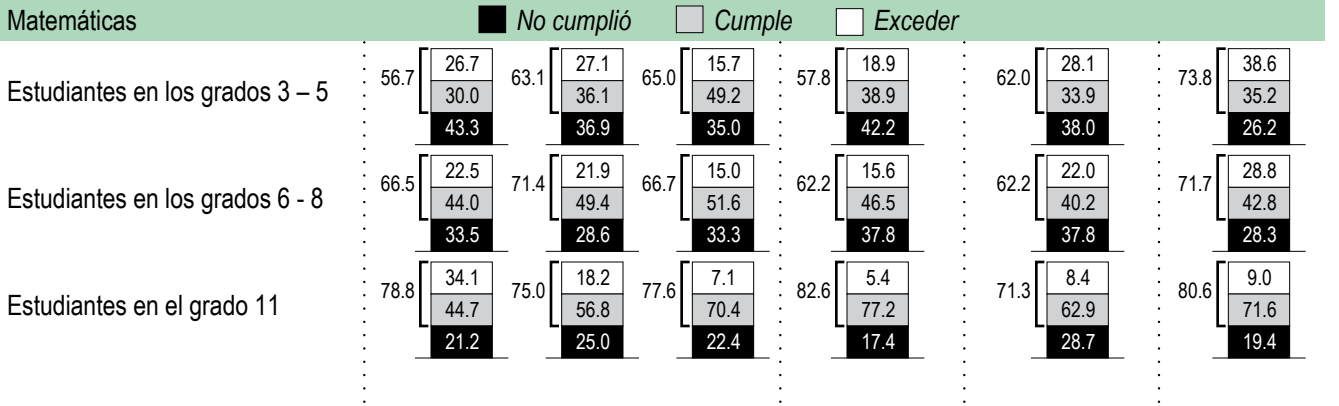 Matemáticas No cumplió Cumple Exceder
26.7 27.1 15.7 18.9 28.1 38.6
56.7 63.1 65.0 57.8 62.0 73.8
Estudiantes en los grados 3 – 5 30.0 36.1 49.2 38.9 33.9 35.2
43.3 36.9 35.0 42.2 38.0 26.2
22.5 21.9 15.0 15.6 22.0 28.8
66.5 71.4 66.7 62.2 62.2 71.7
Estudiantes en los grados 6 - 8 44.0 49.4 51.6 46.5 40.2 42.8
33.5 28.6 33.3 37.8 37.8 28.3
34.1 18.2 7.1 5.4 8.4 9.0
78.8 75.0 77.6 82.6 71.3 80.6
Estudiantes en el grado 11 44.7 56.8 70.4 77.2 62.9 71.6
21.2 25.0 22.4 17.4 28.7 19.4